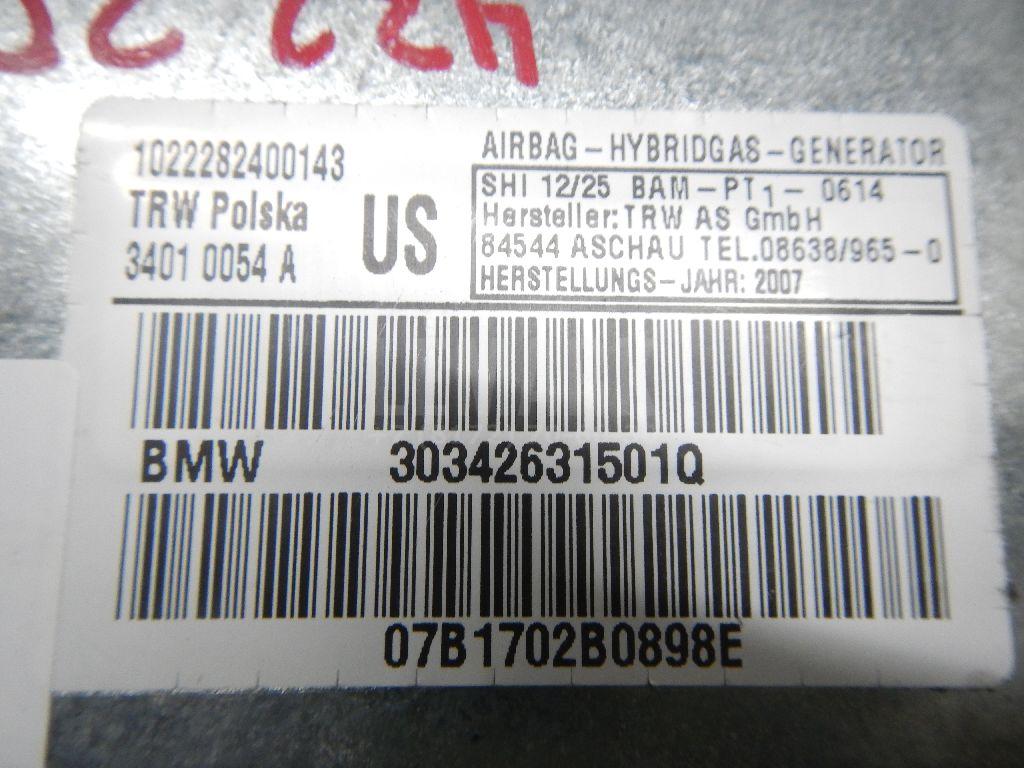 1022282400143
TRW Polska
3401 0054 A
US
AIRBAG-HYBRIDGAS-GENERATOR
SHI 12/25 BAM-PT1-0614
Hersteller: TRW AS GmbH
84544 ASCHAU TEL.08638/965-0
HERSTELLUNGS-JAHR: 2007
BMW 30342631501Q
07B1702B0898E